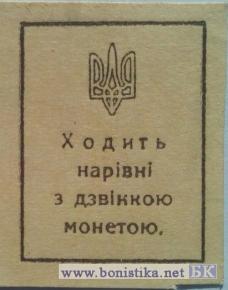 Ходить
нарівні
з дзвінкою
монетою.
www.bonistika.net БК